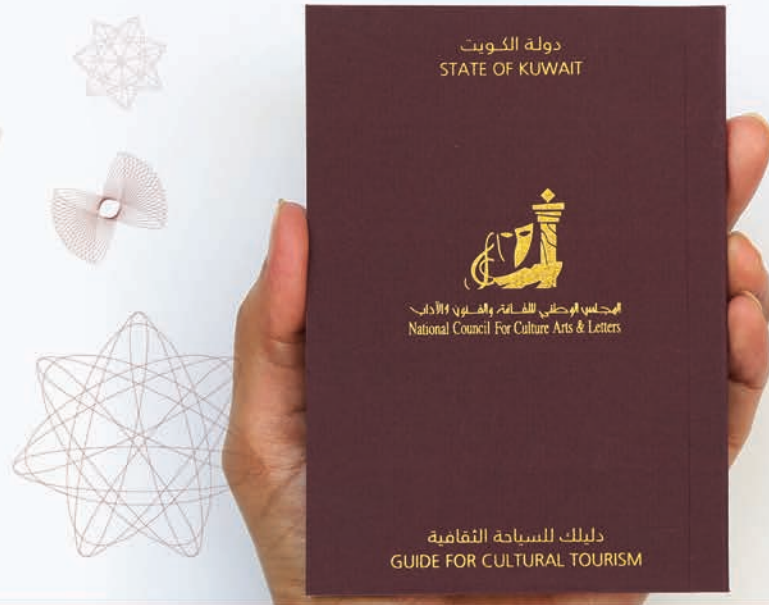 دولة الكويت
STATE OF KUWAIT
المجلس الوطني للثقافة والفنون والآداب
National Council For Culture Arts & Letters
دليلك للسياحة الثقافية
GUIDE FOR CULTURAL TOURISM